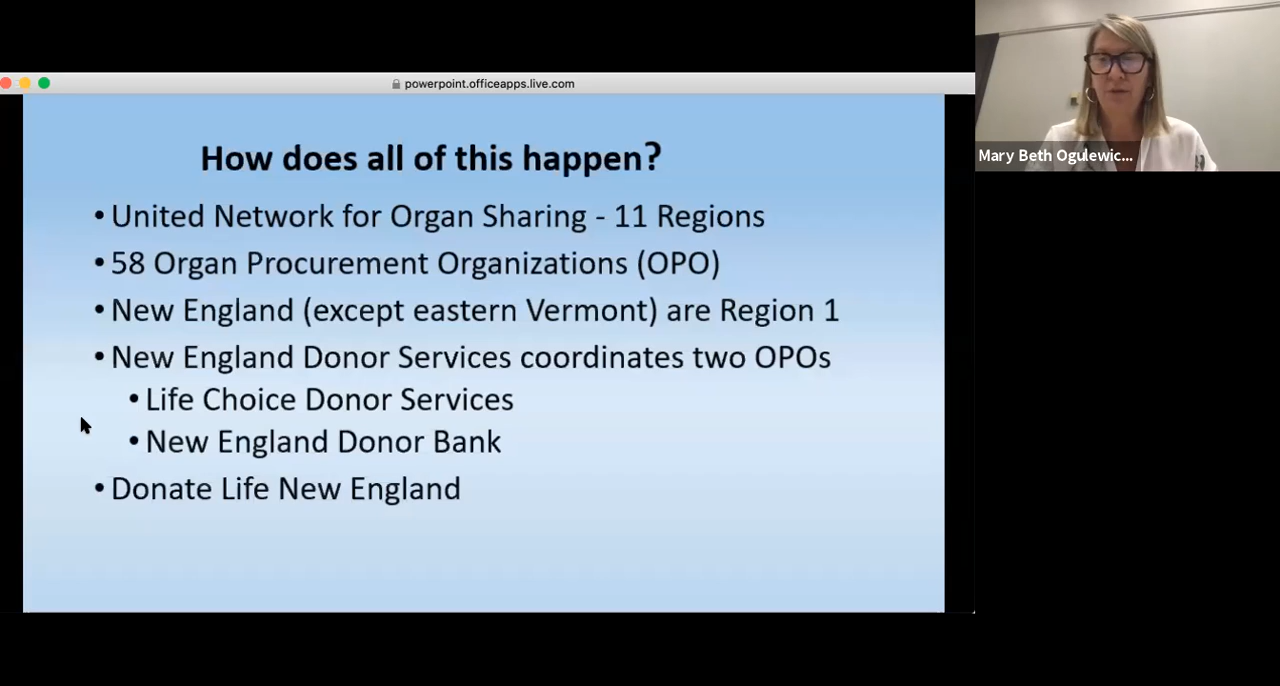 powerpoint.officeapps.live.com
Mary Beth Ogulewic...
How does all of this happen?
• United Network for Organ Sharing - 11 Regions
• 58 Organ Procurement Organizations (OPO)
• New England (except eastern Vermont) are Region 1
• New England Donor Services coordinates two OPOs
• Life Choice Donor Services
• New England Donor Bank
• Donate Life New England